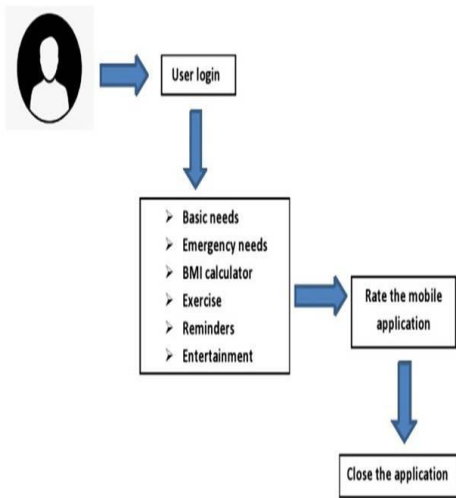 User login
➢ Basic needs
➢ Emergency needs
➢ BMI calculator
➢ Exercise
➢ Reminders
➢ Entertainment
Rate the mobile
application
Close the application